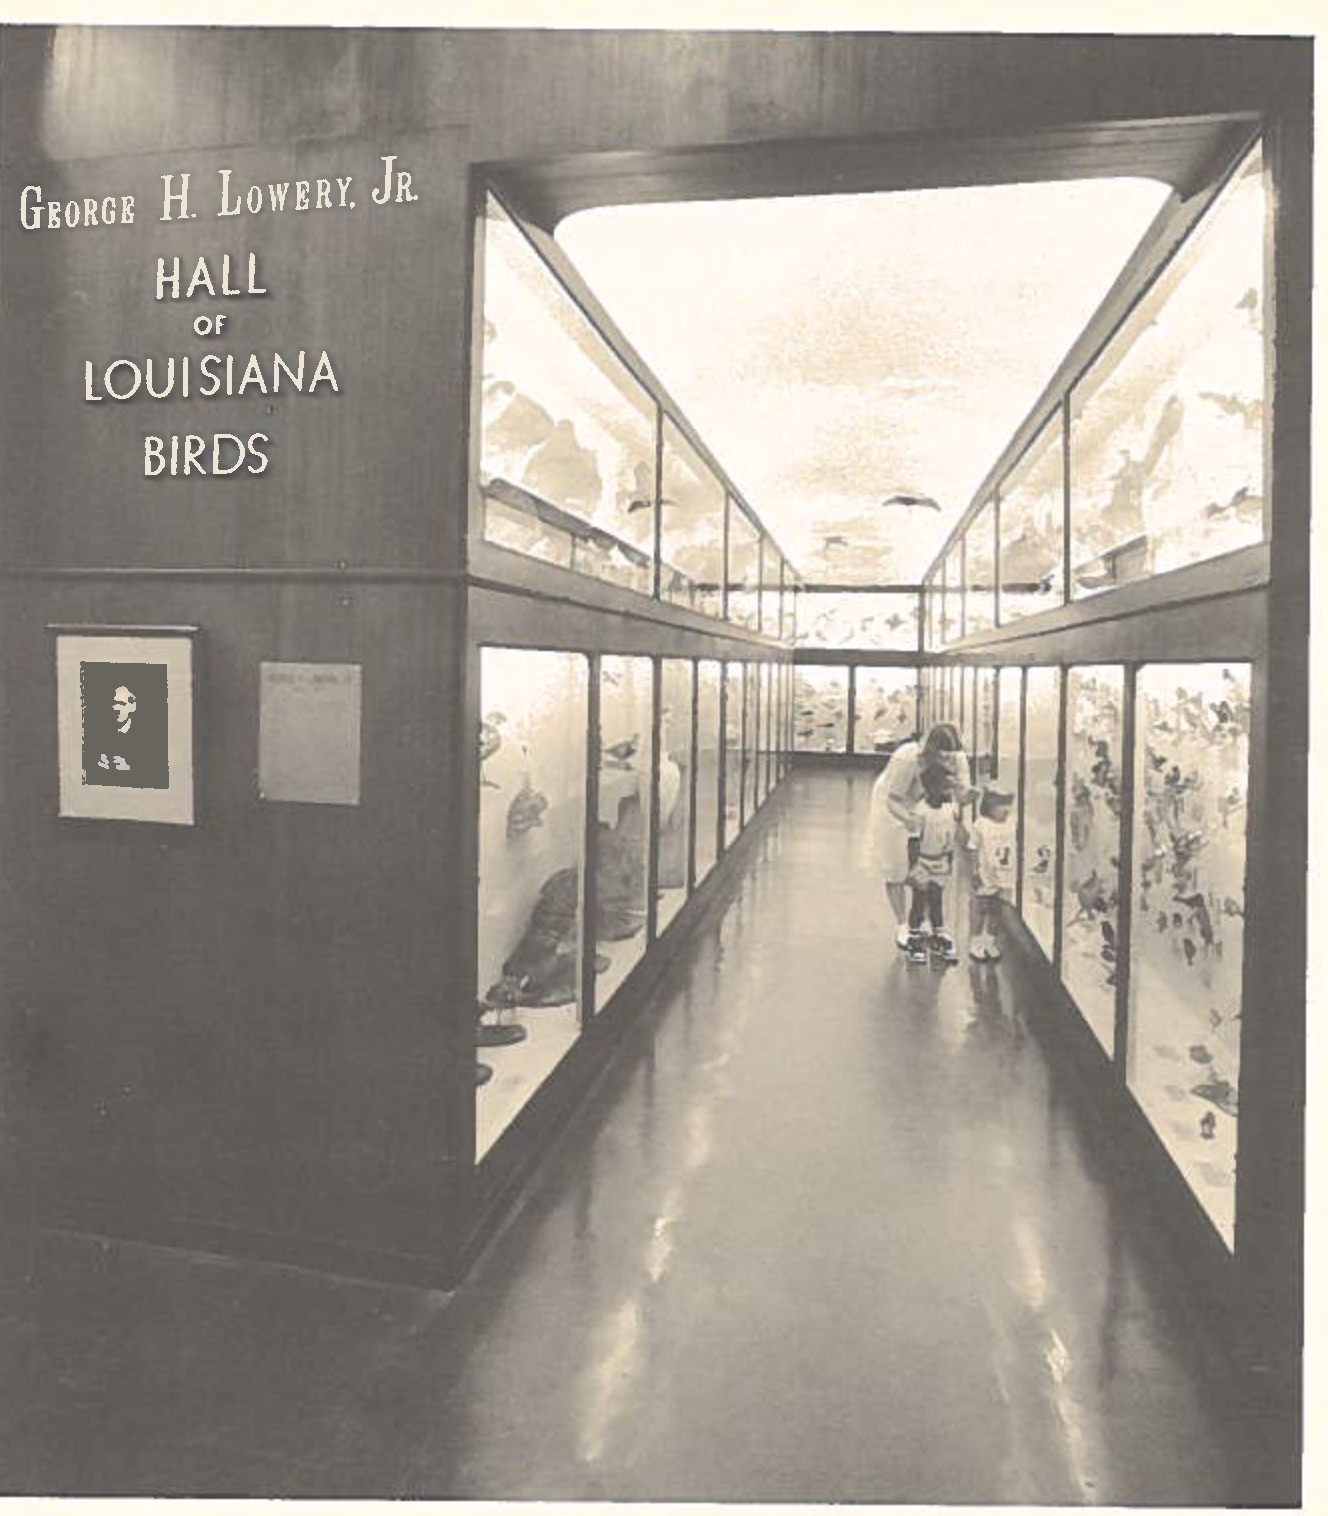 GEORGE H. LOWERY, JR.
HALL
OF
LOUISIANA
BIRDS